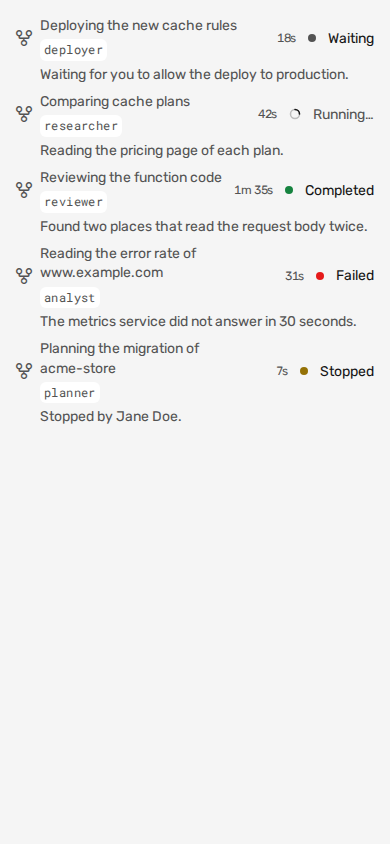 Deploying the new cache rules
18s Waiting
deployer
Waiting for you to allow the deploy to production.
Comparing cache plans
42s Running…
researcher
Reading the pricing page of each plan.
Reviewing the function code
1m 35s Completed
reviewer
Found two places that read the request body twice.
Reading the error rate of
www.example.com
31s Failed
analyst
The metrics service did not answer in 30 seconds.
Planning the migration of
acme-store
7s Stopped
planner
Stopped by Jane Doe.